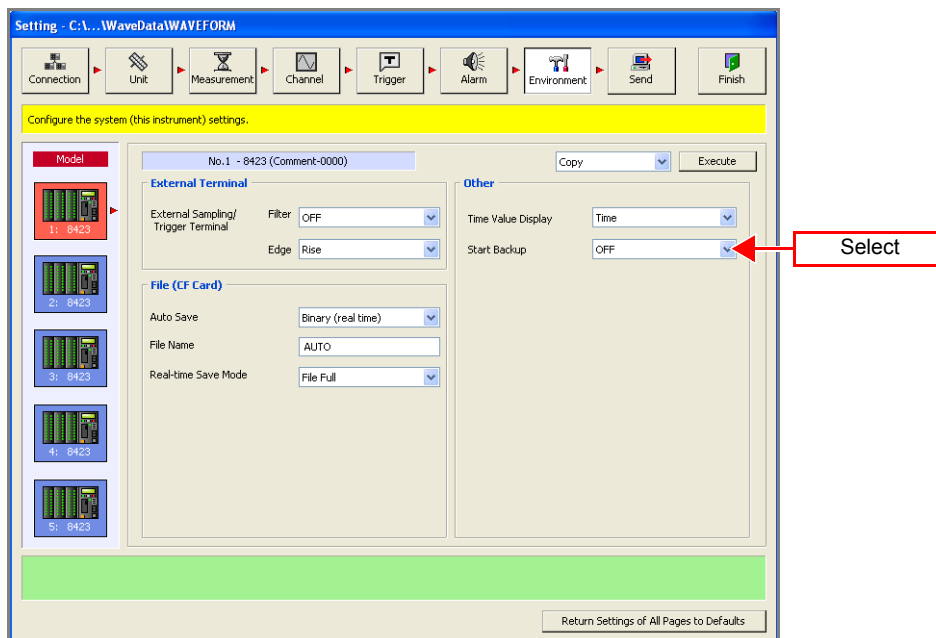 Setting - C:\...\WaveData\WAVEFORM
Connection Unit Measurement Channel Trigger Alarm Environment Send Finish
Configure the system (this instrument) settings.
Model
No.1 - 8423 (Comment-0000) Copy Execute
External Terminal
External Sampling/
Trigger Terminal
Filter OFF
Edge Rise
File (CF Card)
Auto Save Binary (real time)
File Name AUTO
Real-time Save Mode File Full
Other
Time Value Display Time
Start Backup OFF
Select
1: 8423
2: 8423
3: 8423
4: 8423
5: 8423
Return Settings of All Pages to Defaults